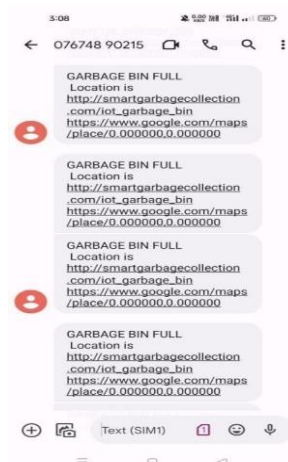 3:08
076748 90215
GARBAGE BIN FULL
Location is
http://smartgarbagecollection
.com/iot_garbage_bin
https://www.google.com/maps
/place/0.000000,0.000000
GARBAGE BIN FULL
Location is
http://smartgarbagecollection
.com/iot_garbage_bin
https://www.google.com/maps
/place/0.000000,0.000000
GARBAGE BIN FULL
Location is
http://smartgarbagecollection
.com/iot_garbage_bin
https://www.google.com/maps
/place/0.000000,0.000000
GARBAGE BIN FULL
Location is
http://smartgarbagecollection
.com/iot_garbage_bin
https://www.google.com/maps
/place/0.000000,0.000000
Text (SIM1)
1